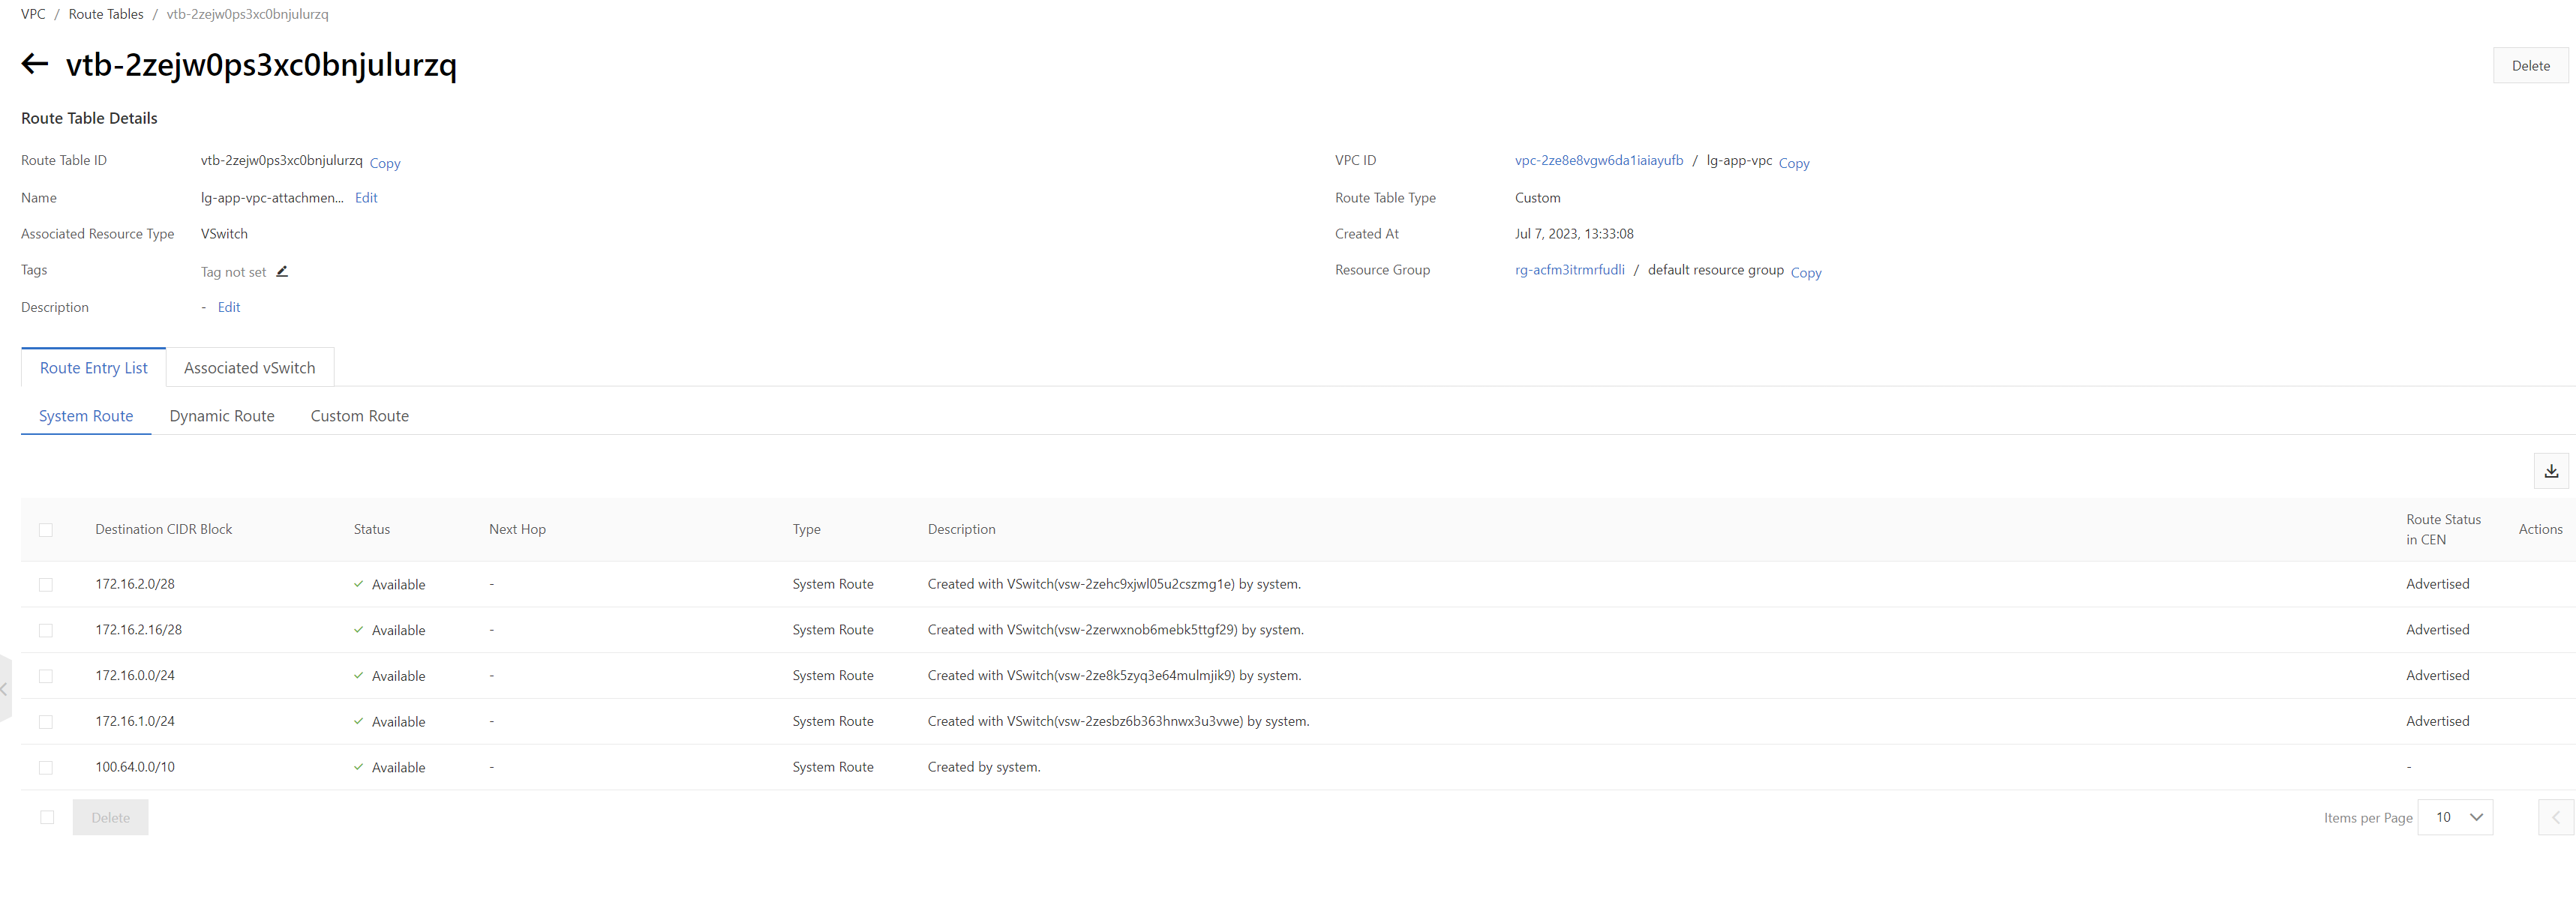 VPC / Route Tables / vtb-2zejw0ps3xc0bnjulurzq
vtb-2zejw0ps3xc0bnjulurzq
Delete
Route Table Details
Route Table ID vtb-2zejw0ps3xc0bnjulurzq Copy
VPC ID vpc-2ze8e8vgw6da1iaiayufb / lg-app-vpc Copy
Name lg-app-vpc-attachmen... Edit
Route Table Type Custom
Associated Resource Type VSwitch
Created At Jul 7, 2023, 13:33:08
Tags Tag not set
Resource Group rg-acfm3itrmrfudli / default resource group Copy
Description - Edit
Route Entry List Associated vSwitch
System Route Dynamic Route Custom Route
Destination CIDR Block Status Next Hop Type Description Route Status in CEN Actions
172.16.2.0/28 Available - System Route Created with VSwitch(vsw-2zehc9xjwl05u2cszmg1e) by system. Advertised
172.16.2.16/28 Available - System Route Created with VSwitch(vsw-2zerwxnob6mebk5ttgf29) by system. Advertised
172.16.0.0/24 Available - System Route Created with VSwitch(vsw-2ze8k5zyq3e64mulmjik9) by system. Advertised
172.16.1.0/24 Available - System Route Created with VSwitch(vsw-2zesbz6b363hnwx3u3vwe) by system. Advertised
100.64.0.0/10 Available - System Route Created by system. -
Delete Items per Page 10